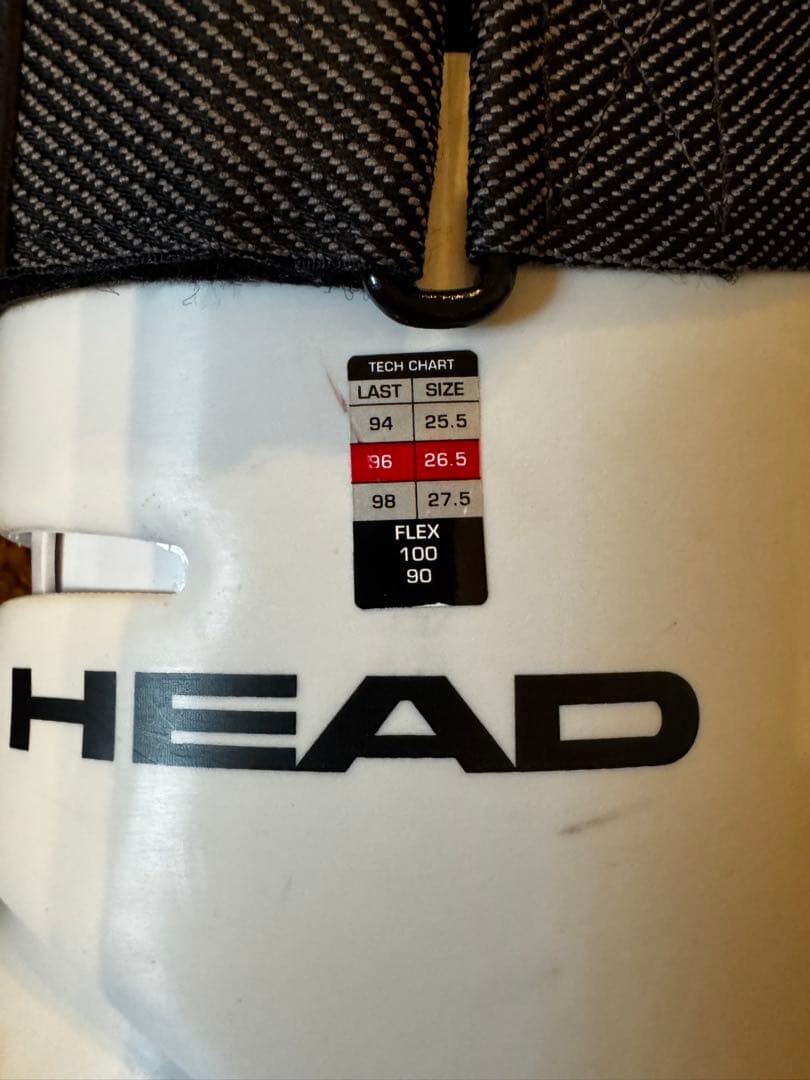 TECH CHART
LAST SIZE
94 25.5
96 26.5
98 27.5
FLEX
100
90
HEAD